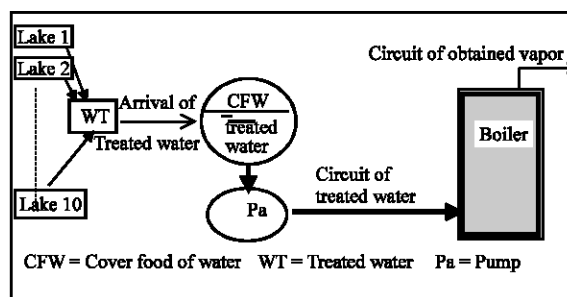 Lake 1
Lake 2
Lake 10
WT
Arrival of
Treated water
CFW
treated
water
Pa
Circuit of
treated water
Circuit of obtained vapor
Boiler
CFW = Cover food of water WT = Treated water Pa = Pump